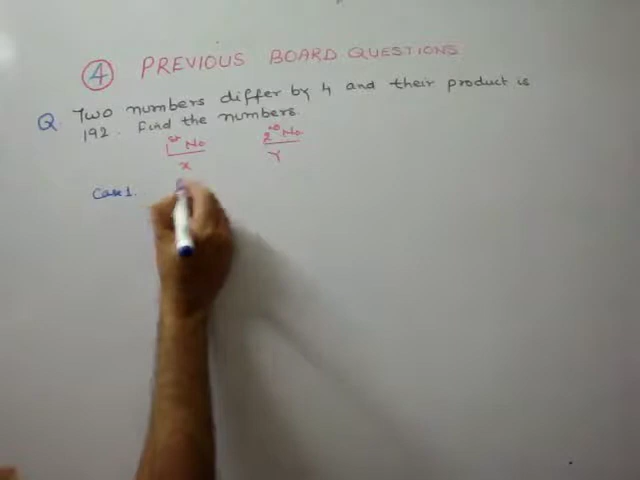 4 PREVIOUS BOARD QUESTIONS
Q. Two numbers differ by 4 and their product is
192. Find the numbers.
1st No 2nd No
x Y
Case 1.